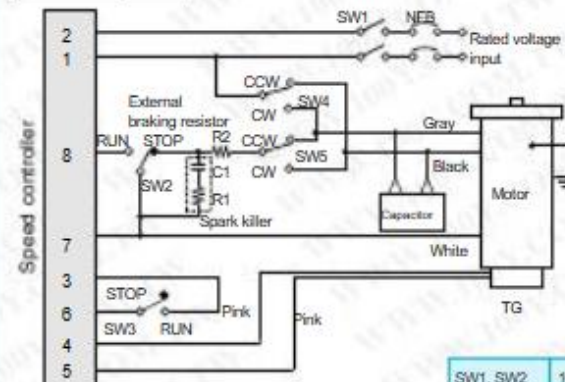 SW1 NFB
2
Rated voltage
1
input
CCW
SW4
CW
External
braking resistor
Gray
RUN STOP R2 CCW
8
SW5
SW2
C1
CW
Black
R1
Capacitor
Motor
Spark killer
7
White
3
STOP
TG
6
Pink
Pink
SW3 RUN
4
5
Speed controller
SW1, SW2